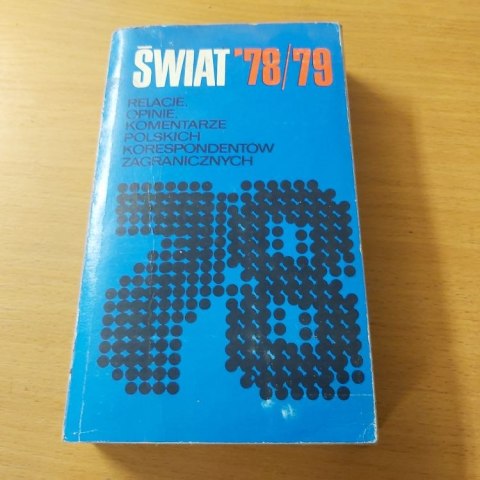 ŚWIAT '78/79
RELACJE,
OPINIE,
KOMENTARZE
POLSKICH
KORESPONDENTÓW
ZAGRANICZNYCH
78